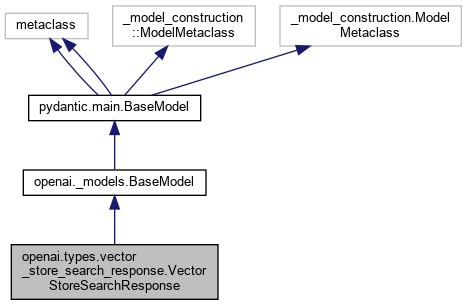 metaclass
_model_construction
::ModelMetaclass
_model_construction.Model
Metaclass
pydantic.main.BaseModel
openai._models.BaseModel
openai.types.vector
_store_search_response.Vector
StoreSearchResponse